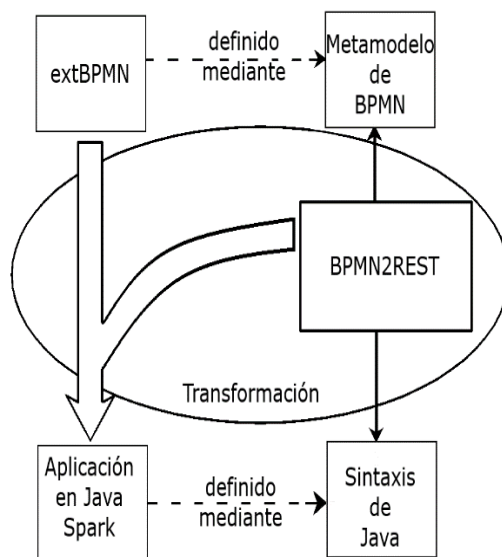 extBPMN
definido
mediante
Metamodelo
de
BPMN
BPMN2REST
Transformación
Aplicación
en Java
Spark
definido
mediante
Sintaxis
de
Java